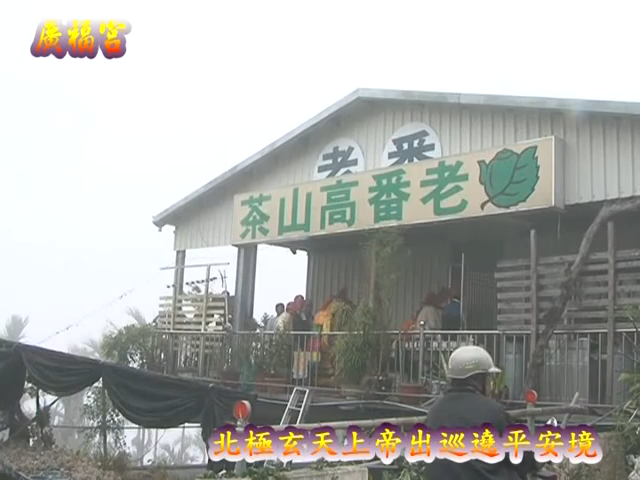 廣福宮
老番
茶山高番老
北極玄天上帝出巡遶平安境